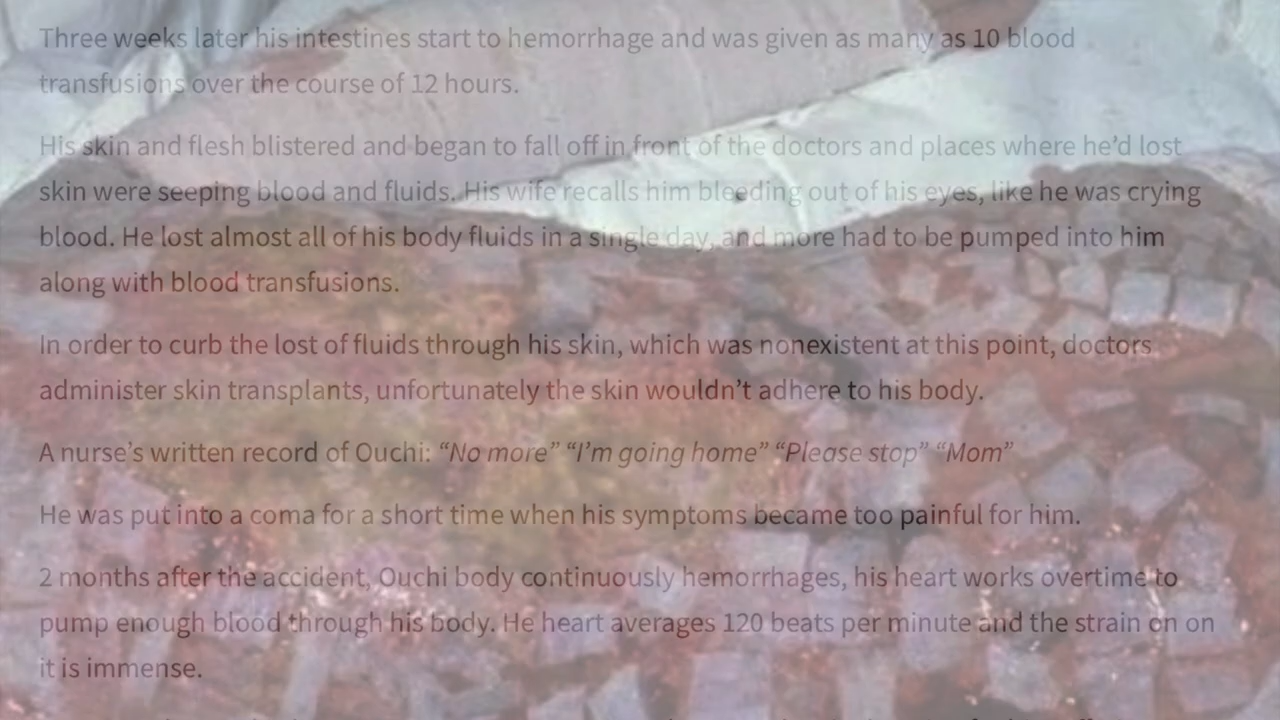 Three weeks later his intestines start to hemorrhage and was given as many as 10 blood
transfusions over the course of 12 hours.
His skin and flesh blistered and began to fall off in front of the doctors and places where he’d lost
skin were seeping blood and fluids. His wife recalls him bleeding out of his eyes, like he was crying
blood. He lost almost all of his body fluids in a single day, and more had to be pumped into him
along with blood transfusions.
In order to curb the lost of fluids through his skin, which was nonexistent at this point, doctors
administer skin transplants, unfortunately the skin wouldn’t adhere to his body.
A nurse’s written record of Ouchi: “No more” “I’m going home” “Please stop” “Mom”
He was put into a coma for a short time when his symptoms became too painful for him.
2 months after the accident, Ouchi body continuously hemorrhages, his heart works overtime to
pump enough blood through his body. He heart averages 120 beats per minute and the strain on on
it is immense.